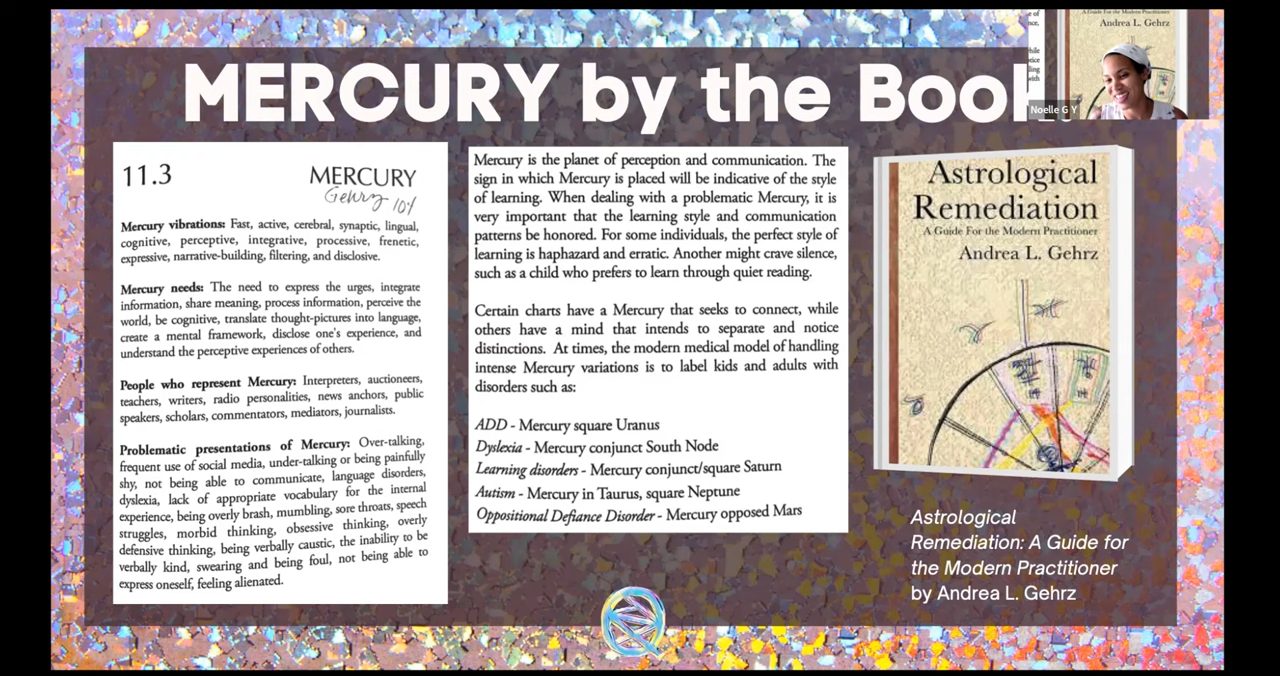 MERCURY by the Book
Andrea L. Gehrz
Noelle G Y
11.3
MERCURY
Gehrz 104
Mercury vibrations: Fast, active, cerebral, synaptic, lingual,
cognitive, perceptive, integrative, processive, frenetic,
expressive, narrative-building, filtering, and disclosive.
Mercury needs: The need to express the urges, integrate
information, share meaning, process information, perceive the
world, be cognitive, translate thought-pictures into language,
create a mental framework, disclose one's experience, and
understand the perceptive experiences of others.
People who represent Mercury: Interpreters, auctioneers,
teachers, writers, radio personalities, news anchors, public
speakers, scholars, commentators, mediators, journalists.
Problematic presentations of Mercury: Over-talking,
frequent use of social media, under-talking or being painfully
shy, not being able to communicate, language disorders,
dyslexia, lack of appropriate vocabulary for the internal
experience, being overly brash, mumbling, sore throats, speech
struggles, morbid thinking, obsessive thinking, overly
defensive thinking, being verbally caustic, the inability to be
verbally kind, swearing and being foul, not being able to
express oneself, feeling alienated.
Mercury is the planet of perception and communication. The
sign in which Mercury is placed will be indicative of the style
of learning. When dealing with a problematic Mercury, it is
very important that the learning style and communication
patterns be honored. For some individuals, the perfect style of
learning is haphazard and erratic. Another might crave silence,
such as a child who prefers to learn through quiet reading.
Certain charts have a Mercury that seeks to connect, while
others have a mind that intends to separate and notice
distinctions. At times, the modern medical model of handling
intense Mercury variations is to label kids and adults with
disorders such as:
ADD - Mercury square Uranus
Dyslexia - Mercury conjunct South Node
Learning disorders - Mercury conjunct/square Saturn
Autism - Mercury in Taurus, square Neptune
Oppositional Defiance Disorder - Mercury opposed Mars
Astrological
Remediation
A Guide For the Modern Practitioner
Andrea L. Gehrz
Astrological
Remediation: A Guide for
the Modern Practitioner
by Andrea L. Gehrz